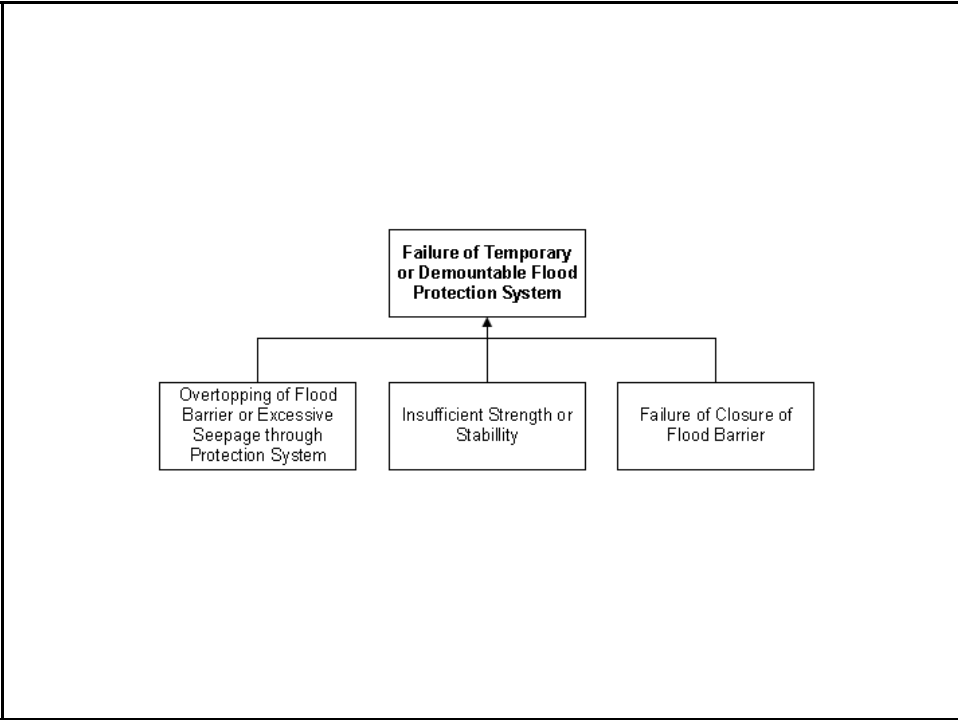 Failure of Temporary
or Demountable Flood
Protection System
Overtopping of Flood
Barrier or Excessive
Seepage through
Protection System
Insufficient Strength or
Stabillity
Failure of Closure of
Flood Barrier